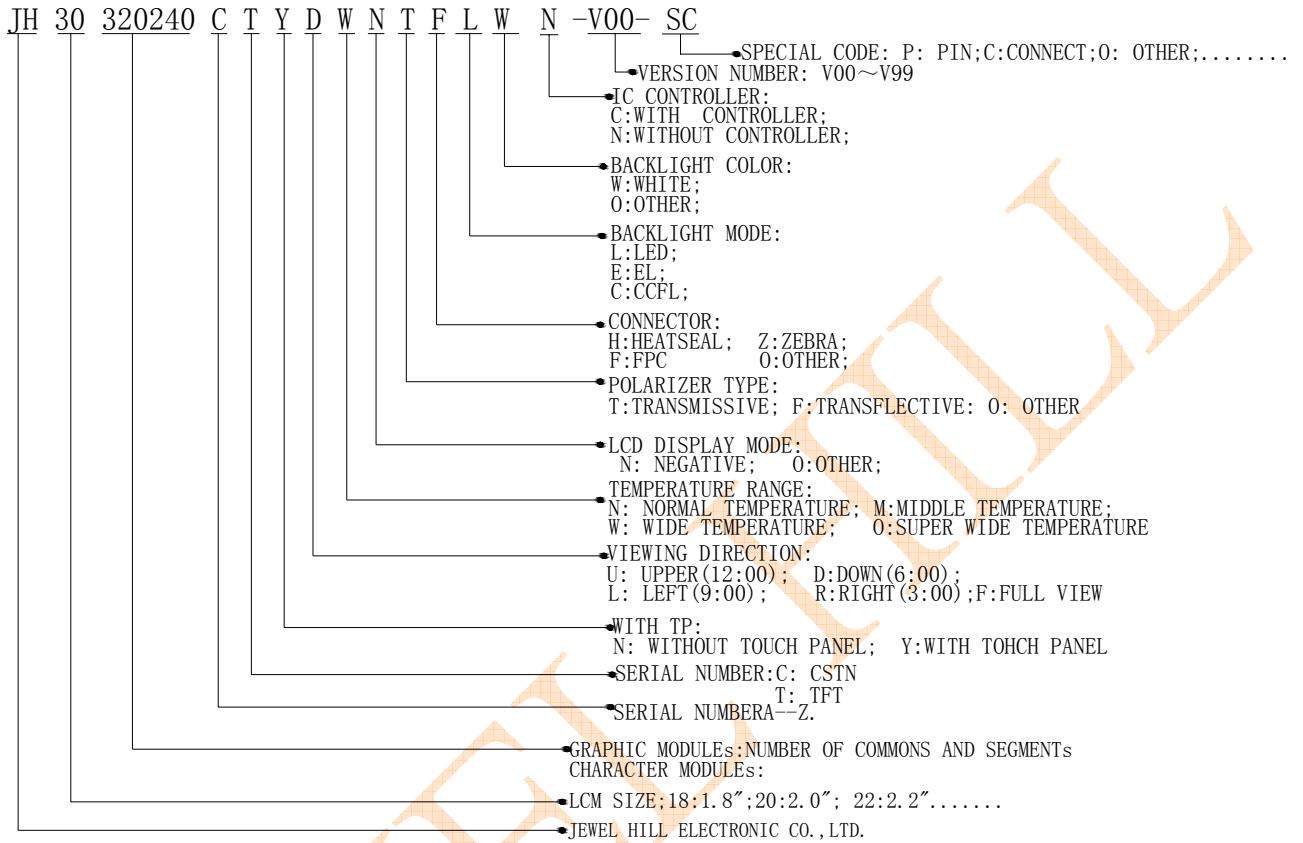 JH 30 320240 C T Y D W N T F L W N -V00- SC
SPECIAL CODE: P: PIN;C:CONNECT;O: OTHER;........
VERSION NUMBER: V00～V99
IC CONTROLLER:
C:WITH CONTROLLER;
N:WITHOUT CONTROLLER;
BACKLIGHT COLOR:
W:WHITE;
O:OTHER;
BACKLIGHT MODE:
L:LED;
E:EL;
C:CCFL;
CONNECTOR:
H:HEATSEAL; Z:ZEBRA;
F:FPC O:OTHER;
POLARIZER TYPE:
T:TRANSMISSIVE; F:TRANSFLECTIVE: O: OTHER
LCD DISPLAY MODE:
N: NEGATIVE; O:OTHER;
TEMPERATURE RANGE:
N: NORMAL TEMPERATURE; M:MIDDLE TEMPERATURE;
W: WIDE TEMPERATURE; O:SUPER WIDE TEMPERATURE
VIEWING DIRECTION:
U: UPPER(12:00); D:DOWN(6:00);
L: LEFT(9:00); R:RIGHT(3:00);F:FULL VIEW
WITH TP:
N: WITHOUT TOUCH PANEL; Y:WITH TOHCH PANEL
SERIAL NUMBER:C: CSTN
T: TFT
SERIAL NUMBERA--Z.
GRAPHIC MODULEs:NUMBER OF COMMONS AND SEGMENTs
CHARACTER MODULEs:
LCM SIZE;18:1.8″;20:2.0″; 22:2.2″.......
JEWEL HILL ELECTRONIC CO.,LTD.
EL HILL